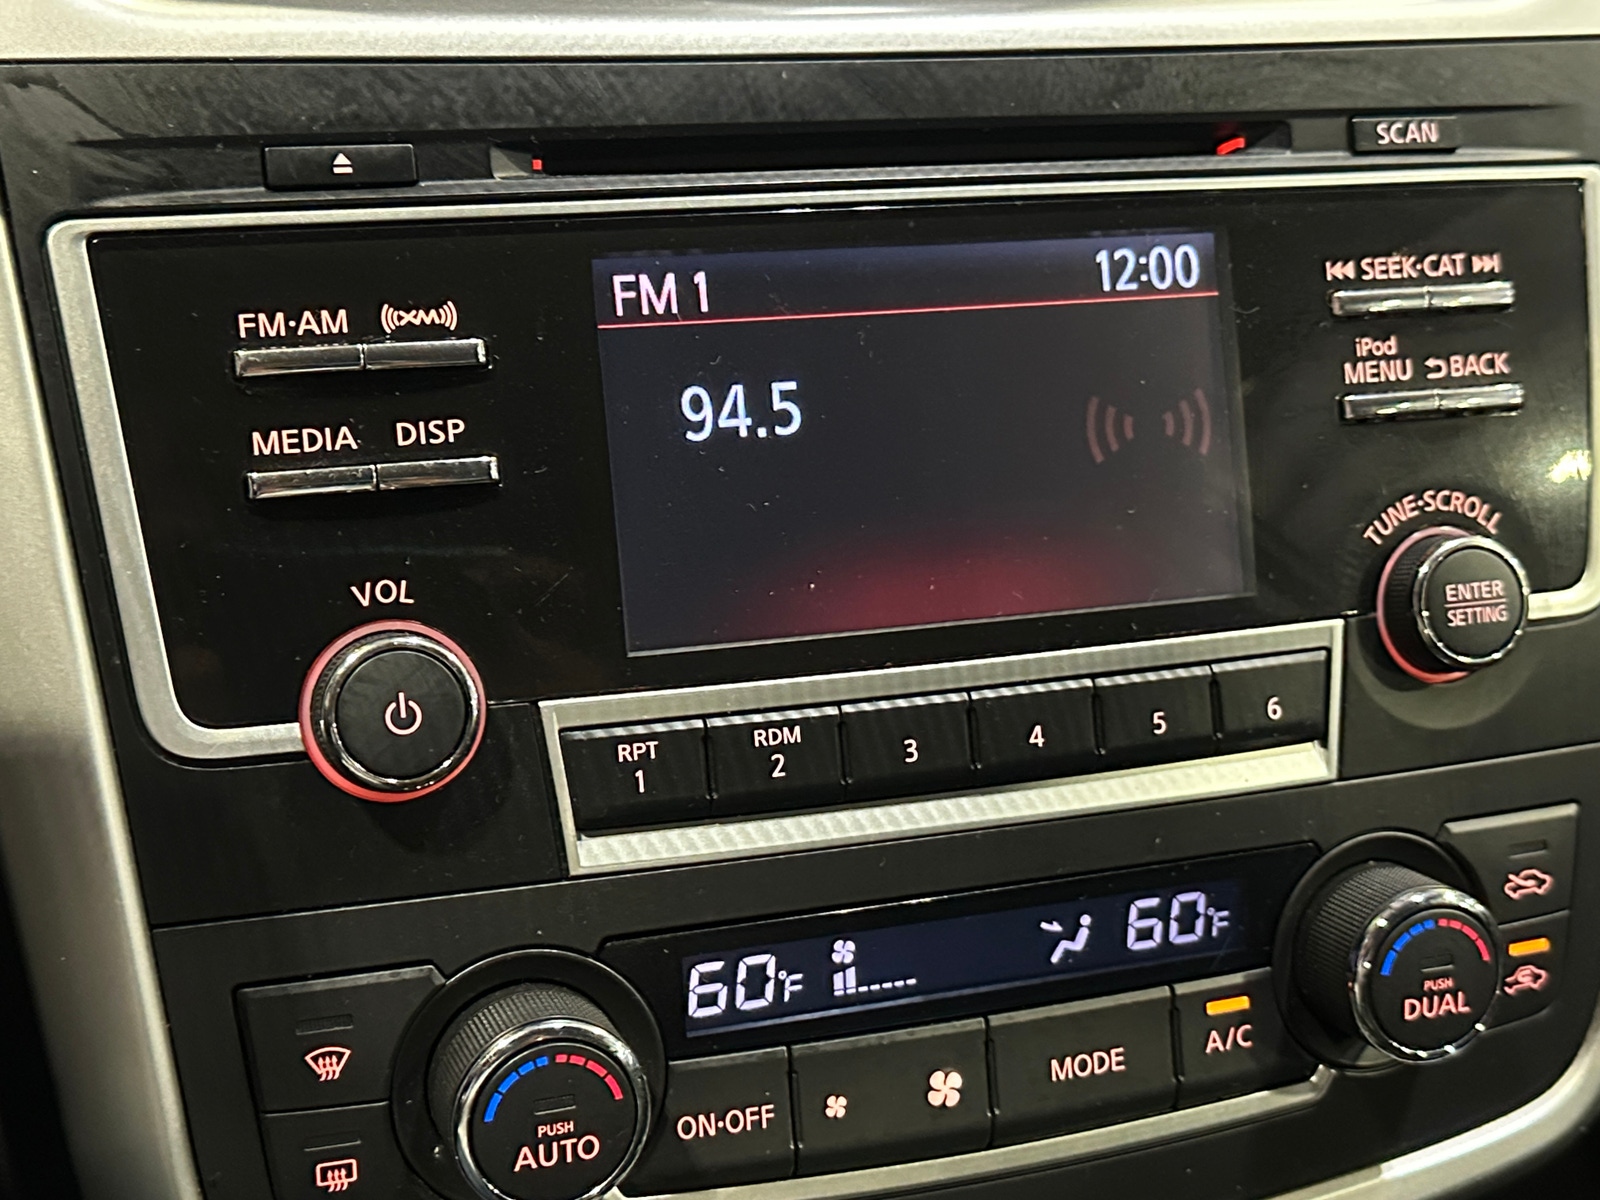 SCAN
FM 1 12:00
94.5
FM·AM XM
MEDIA DISP
SEEK·CAT
iPod
MENU BACK
TUNE·SCROLL
ENTER
SETTING
VOL
RPT
1
RDM
2
3
4
5
6
60°F
60°F
PUSH
AUTO
ON·OFF
MODE
A/C
PUSH
DUAL